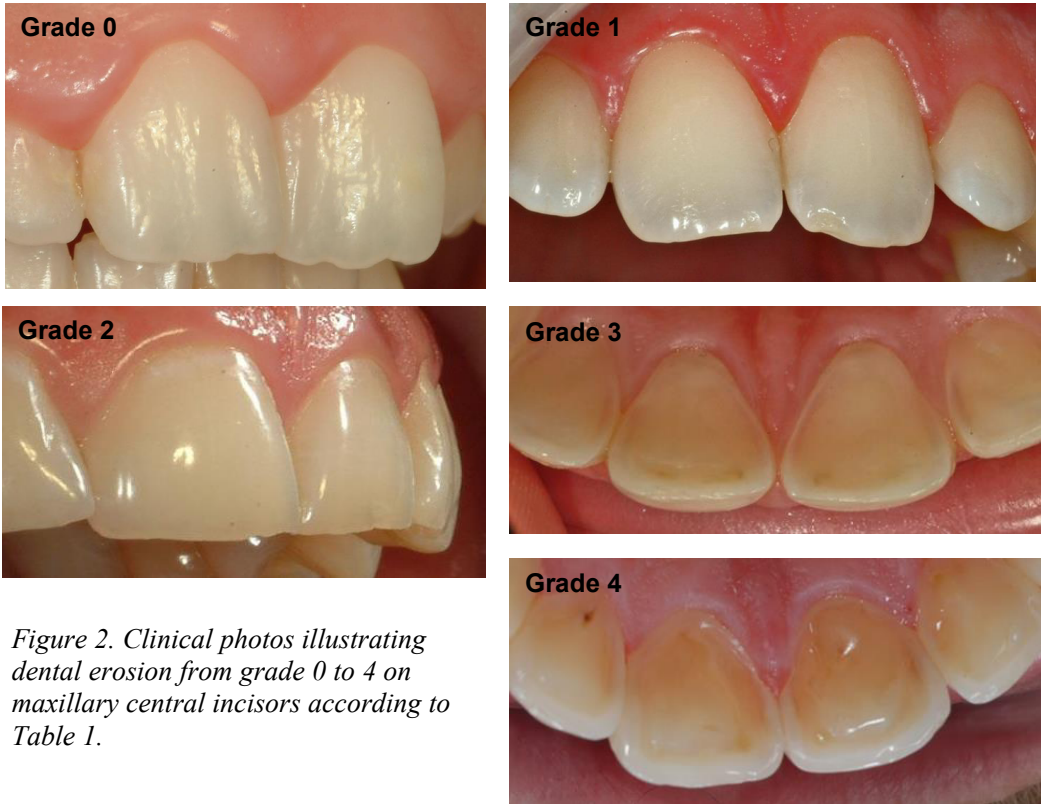 Grade 0
Grade 1
Grade 2
Grade 3
Grade 4
Figure 2. Clinical photos illustrating
dental erosion from grade 0 to 4 on
maxillary central incisors according to
Table 1.